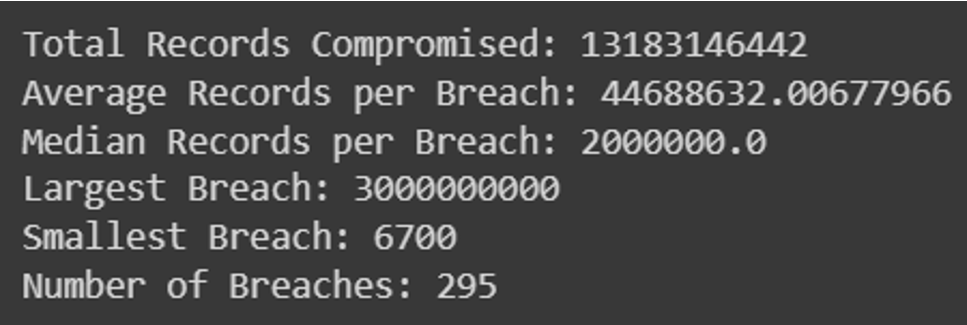 Total Records Compromised: 13183146442
Average Records per Breach: 44688632.00677966
Median Records per Breach: 2000000.0
Largest Breach: 3000000000
Smallest Breach: 6700
Number of Breaches: 295